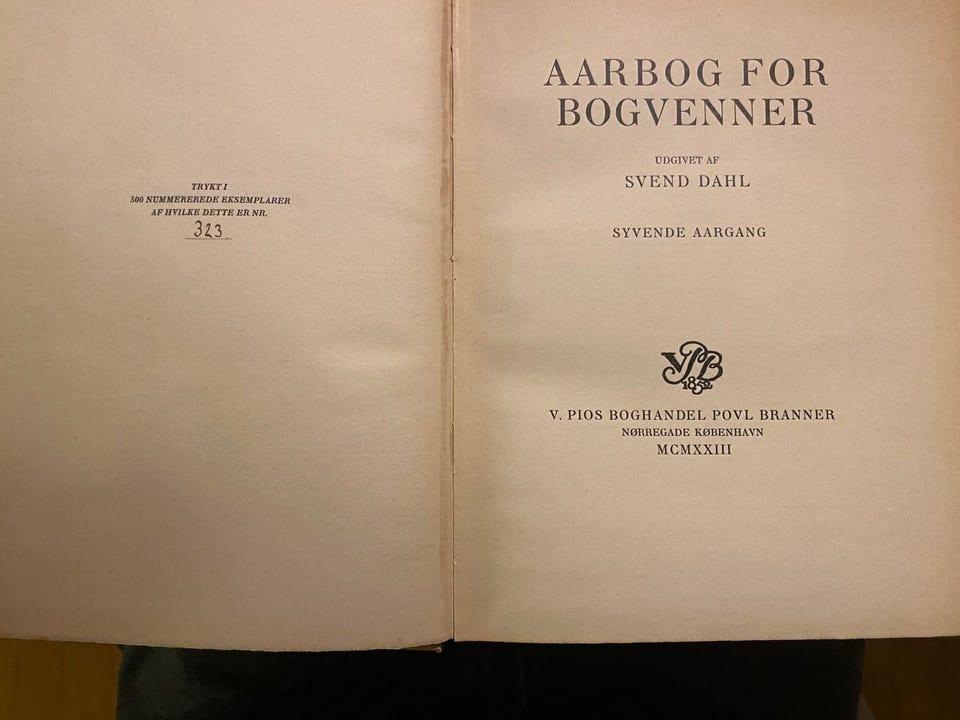 TRYKT I
500 NUMMEREREDE EKSEMPLARER
AF HVILKE DETTE ER NR.
323
AARBOG FOR
BOGVENNER
UDGIVET AF
SVEND DAHL
SYVENDE AARGANG
VPB
1852
V. PIOS BOGHANDEL POVL BRANNER
NØRREGADE KØBENHAVN
MCMXXIII